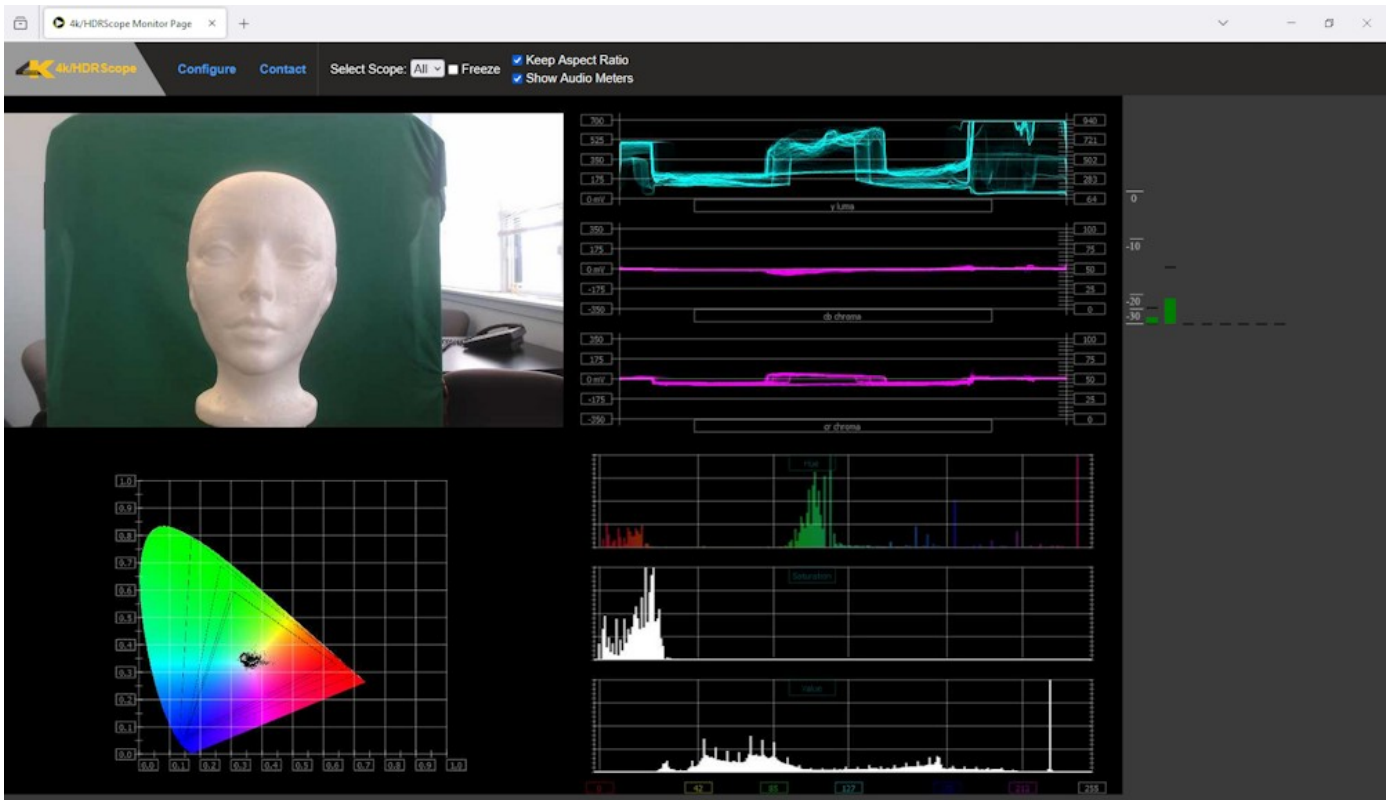 4k/HDRScope Monitor Page
4K 4k/HDRScope
Configure
Contact
Select Scope: All
Freeze
Keep Aspect Ratio
Show Audio Meters
700
525
350
175
0 mV
940
721
502
283
64
y luma
350
175
0 mV
-175
-350
100
75
50
25
0
cb chroma
350
175
0 mV
-175
-350
100
75
50
25
0
cr chroma
0
-10
-20
-30
1.0
0.9
0.8
0.7
0.6
0.5
0.4
0.3
0.2
0.1
0.0
0.0 0.1 0.2 0.3 0.4 0.5 0.6 0.7 0.8 0.9 1.0
Hue
Saturation
Value
0 42 85 127 212 255